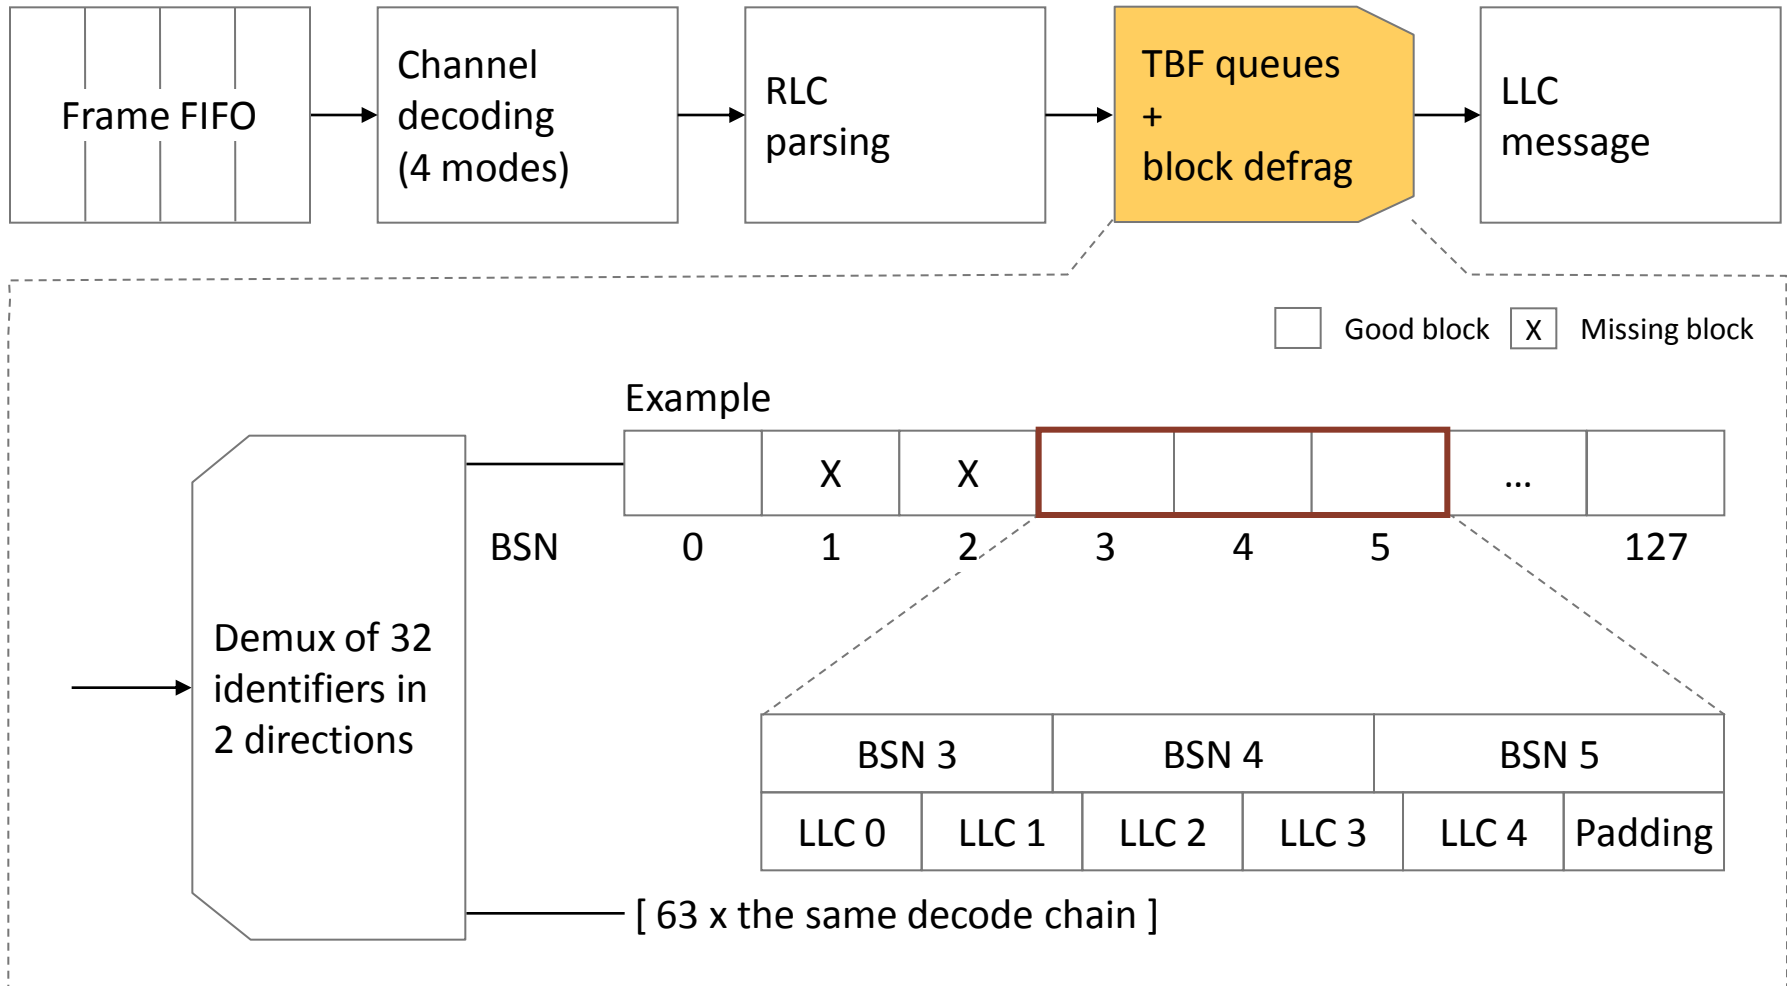 Frame FIFO
Channel
decoding
(4 modes)
RLC
parsing
TBF queues
+
block defrag
LLC
message
Good block
X
Missing block
Example
X
X
...
BSN
0
1
2
3
4
5
127
Demux of 32
identifiers in
2 directions
BSN 3
BSN 4
BSN 5
LLC 0
LLC 1
LLC 2
LLC 3
LLC 4
Padding
[ 63 x the same decode chain ]